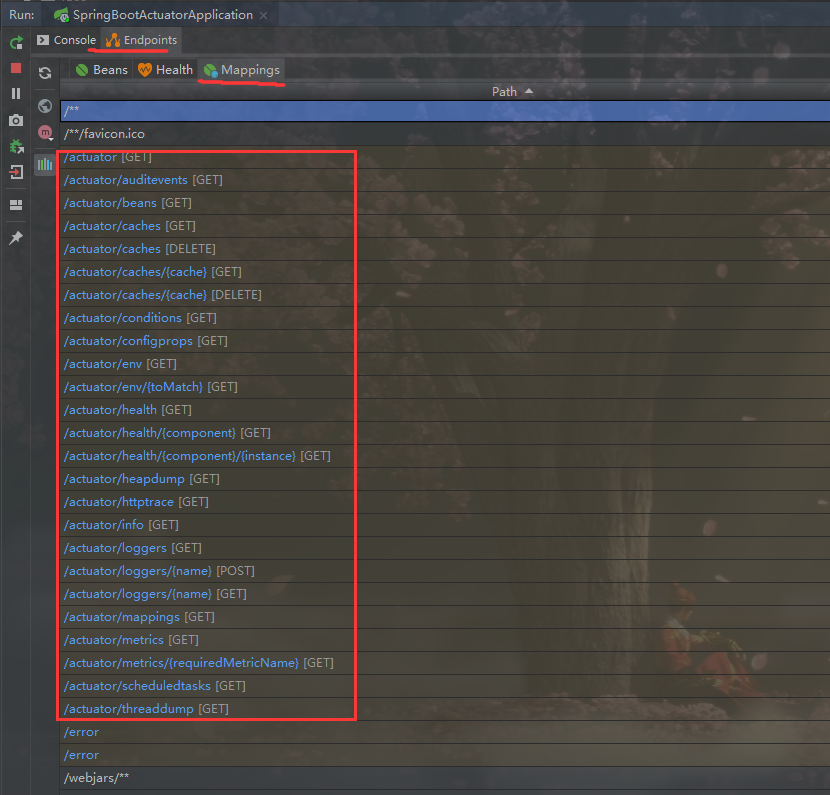 Run: SpringBootActuatorApplication
Console Endpoints
Beans Health Mappings
Path
/**
/**/favicon.ico
/actuator [GET]
/actuator/auditevents [GET]
/actuator/beans [GET]
/actuator/caches [GET]
/actuator/caches [DELETE]
/actuator/caches/{cache} [GET]
/actuator/caches/{cache} [DELETE]
/actuator/conditions [GET]
/actuator/configprops [GET]
/actuator/env [GET]
/actuator/env/{toMatch} [GET]
/actuator/health [GET]
/actuator/health/{component} [GET]
/actuator/health/{component}/{instance} [GET]
/actuator/heapdump [GET]
/actuator/httptrace [GET]
/actuator/info [GET]
/actuator/loggers [GET]
/actuator/loggers/{name} [POST]
/actuator/loggers/{name} [GET]
/actuator/mappings [GET]
/actuator/metrics [GET]
/actuator/metrics/{requiredMetricName} [GET]
/actuator/scheduledtasks [GET]
/actuator/threaddump [GET]
/error
/error
/webjars/**